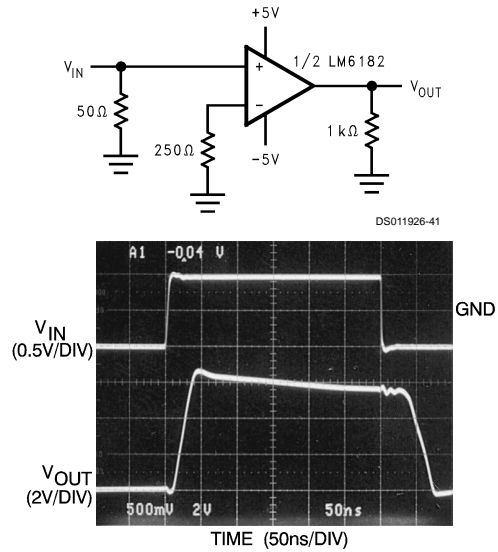 +5V
V_IN
+
1/2 LM6182
V_OUT
50Ω
−
250Ω
1 kΩ
−5V
DS011926-41
A1 -0.04 V
V_IN
(0.5V/DIV)
GND
V_OUT
(2V/DIV)
500mV 2V 50ns
TIME (50ns/DIV)